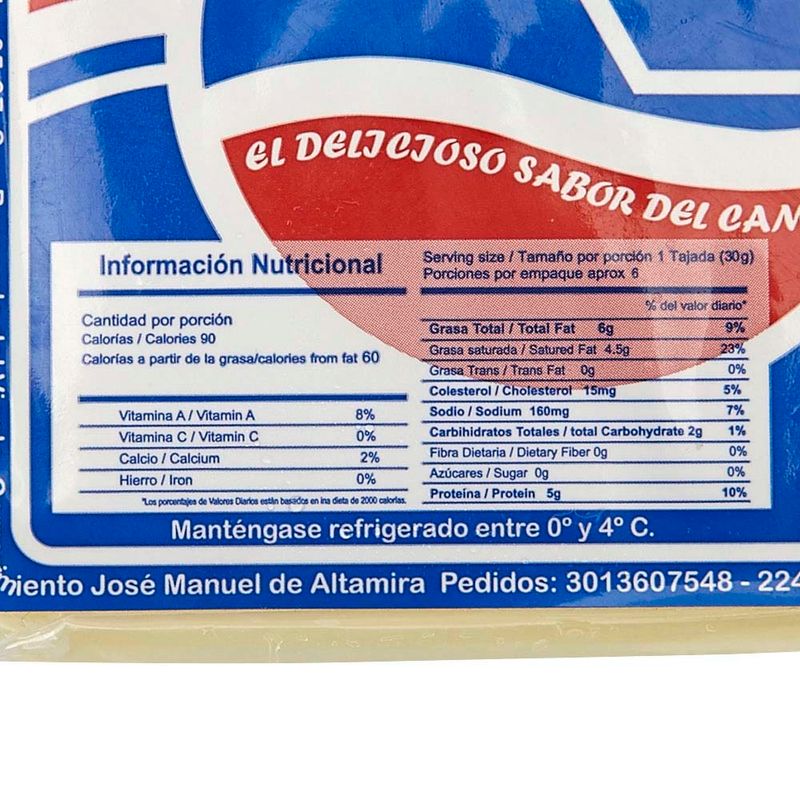 EL DELICIOSO SABOR DEL CAN
Información Nutricional
Cantidad por porción
Calorías / Calories 90
Calorías a partir de la grasa/calories from fat 60
Vitamina A / Vitamin A 8%
Vitamina C / Vitamin C 0%
Calcio / Calcium 2%
Hierro / Iron 0%
*Los porcentajes de Valores Diarios están basados en ina dieta de 2000 calorías.
Serving size / Tamaño por porción 1 Tajada (30g)
Porciones por empaque aprox 6
% del valor diario*
Grasa Total / Total Fat 6g 9%
Grasa saturada / Satured Fat 4.5g 23%
Grasa Trans / Trans Fat 0g 0%
Colesterol / Cholesterol 15mg 5%
Sodio / Sodium 160mg 7%
Carbihidratos Totales / total Carbohydrate 2g 1%
Fibra Dietaria / Dietary Fiber 0g 0%
Azúcares / Sugar 0g 0%
Proteína / Protein 5g 10%
Manténgase refrigerado entre 0º y 4º C.
miento José Manuel de Altamira Pedidos: 3013607548 - 224